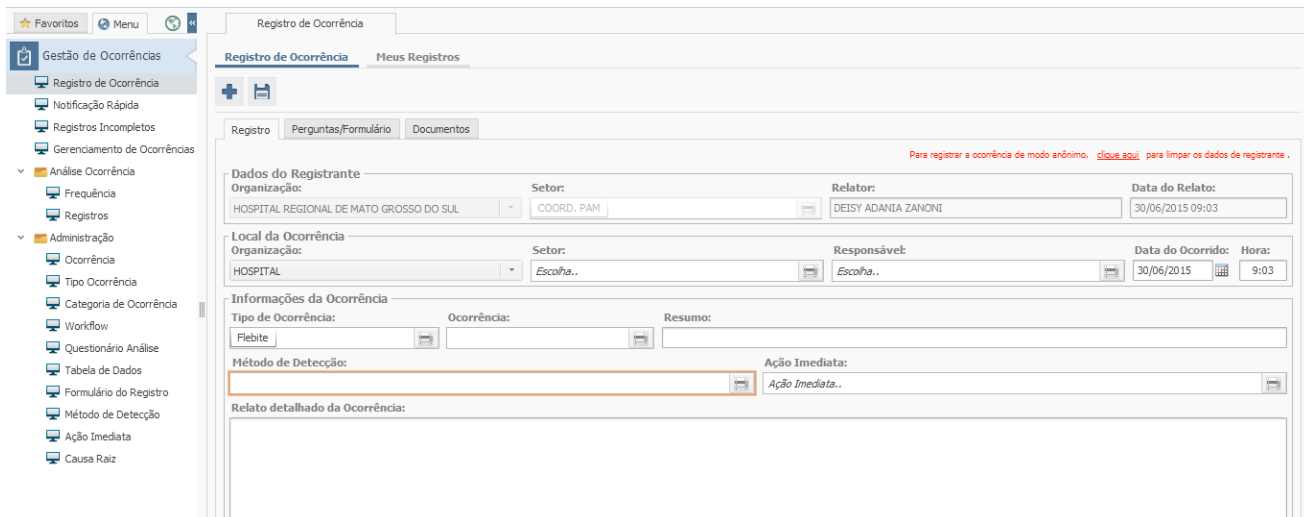 Favoritos Menu «
Gestão de Ocorrências
Registro de Ocorrência
Notificação Rápida
Registros Incompletos
Gerenciamento de Ocorrências
Análise Ocorrência
Frequência
Registros
Administração
Ocorrência
Tipo Ocorrência
Categoria de Ocorrência
Workflow
Questionário Análise
Tabela de Dados
Formulário do Registro
Método de Detecção
Ação Imediata
Causa Raiz
Registro de Ocorrência
Registro de Ocorrência Meus Registros
Registro Perguntas/Formulário Documentos
Para registrar a ocorrência de modo anônimo, clique aqui para limpar os dados de registrante .
Dados do Registrante
Organização: Setor: Relator: Data do Relato:
HOSPITAL REGIONAL DE MATO GROSSO DO SUL COORD. PAM DEISY ADANIA ZANONI 30/06/2015 09:03
Local da Ocorrência
Organização: Setor: Responsável: Data do Ocorrido: Hora:
HOSPITAL Escolha.. Escolha.. 30/06/2015 9:03
Informações da Ocorrência
Tipo de Ocorrência: Ocorrência: Resumo:
Flebite
Método de Detecção: Ação Imediata:
Ação Imediata..
Relato detalhado da Ocorrência: